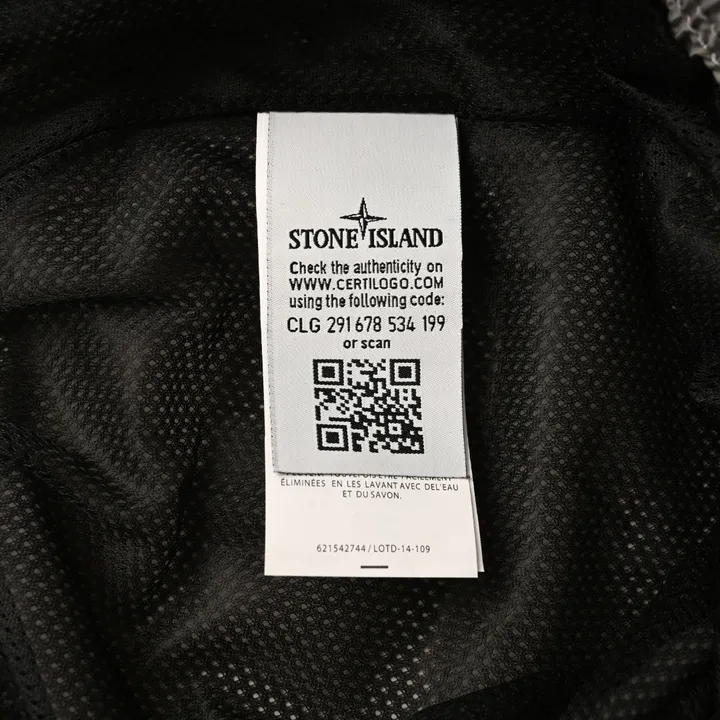 STONE ISLAND
Check the authenticity on
WWW.CERTILOGO.COM
using the following code:
CLG 291 678 534 199
or scan
ÉLIMINÉES EN LES LAVANT AVEC DEL'EAU
ET DU SAVON.
621542744 / LOTD-14-109